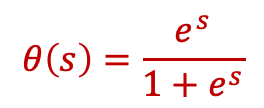 θ(s) = e^s / (1 + e^s)